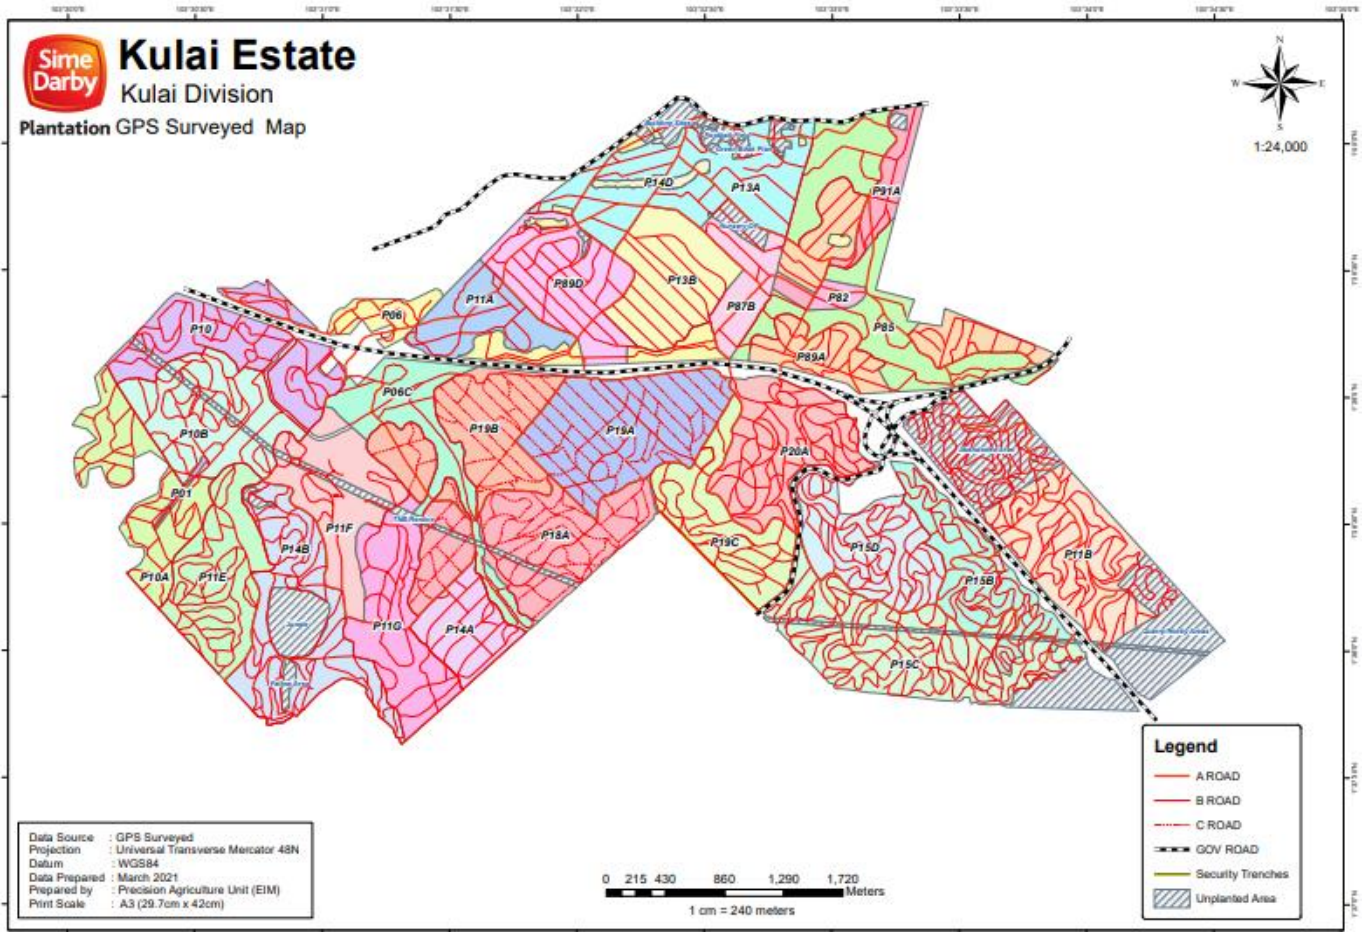 Sime
Darby
Plantation
Kulai Estate
Kulai Division
GPS Surveyed Map
N
W
E
S
1:24,000
P14D
P13A
P91A
P89D
P13B
P11A
P87B
P82
P06
P85
P10
P89A
P06C
P19B
P19A
P10B
P20A
P01
P11F
P14B
P18A
P19C
P15D
P11B
P10A
P11E
P15B
P11G
P14A
P15C
Legend
A ROAD
B ROAD
C ROAD
GOV ROAD
Security Trenches
Unplanted Area
Data Source : GPS Surveyed
Projection : Universal Transverse Mercator 48N
Datum : WGS84
Data Prepared : March 2021
Prepared by : Precision Agriculture Unit (EIM)
Print Scale : A3 (29.7cm x 42cm)
0 215 430 860 1,290 1,720
Meters
1 cm = 240 meters